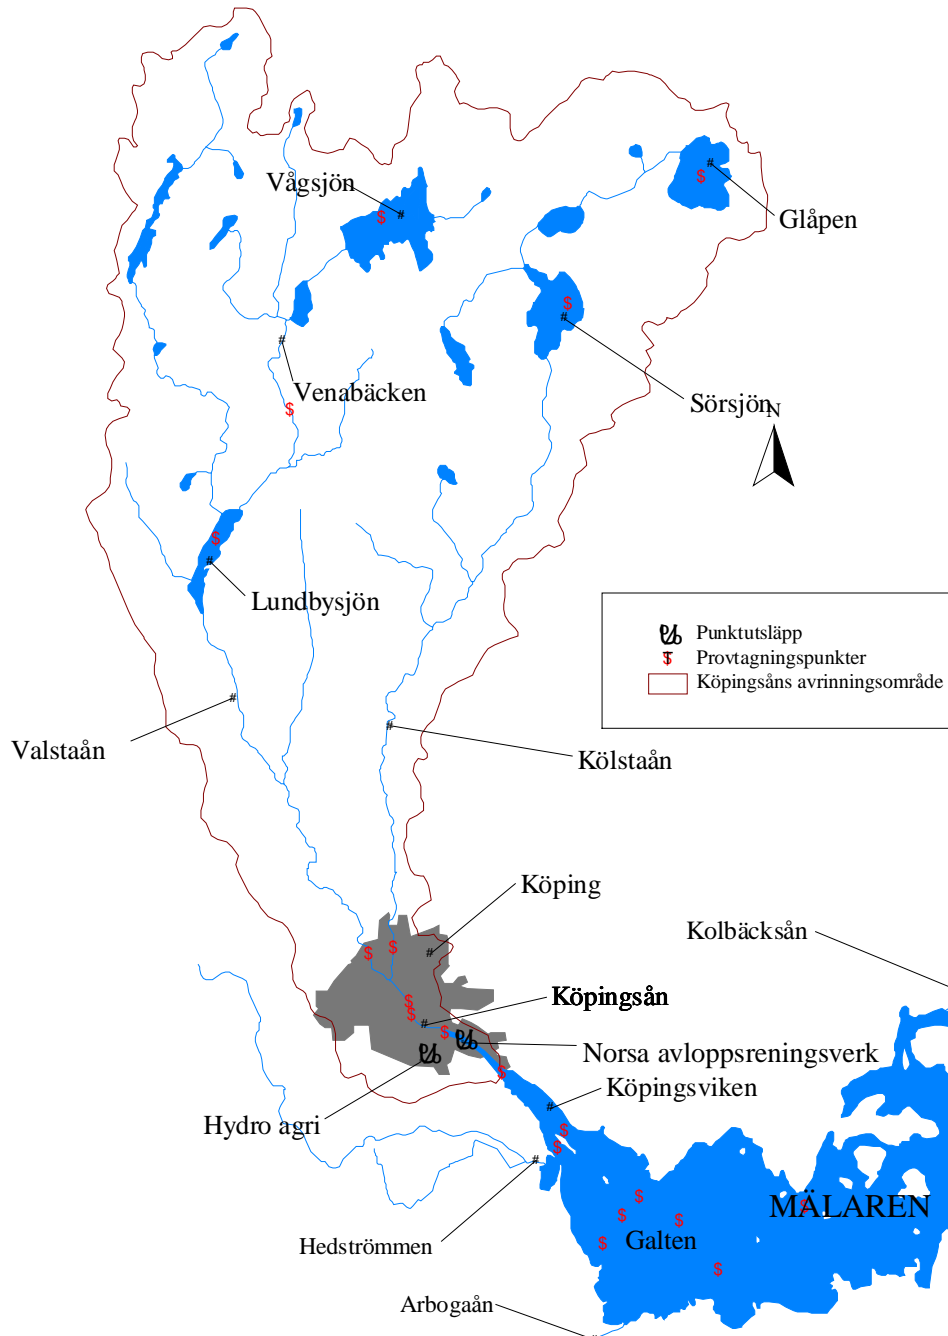 Vågsjön
Glåpen
Venabäcken
Sörsjön
N
Lundbysjön
Punktutsläpp
Provtagningspunkter
Köpingsåns avrinningsområde
Valstaån
Kölstaån
Köping
Kolbäcksån
Köpingsån
Norsa avloppsreningsverk
Köpingsviken
Hydro agri
MÄLAREN
Galten
Hedströmmen
Arbogaån